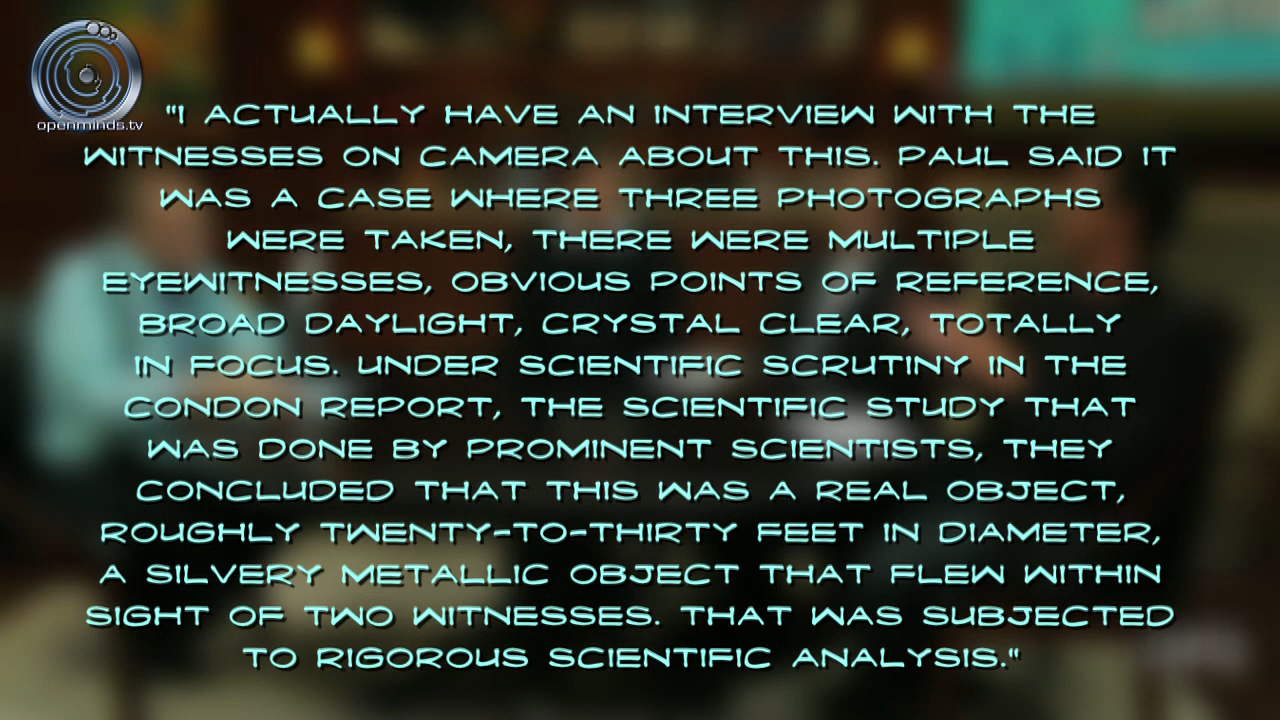 openminds.tv
"I ACTUALLY HAVE AN INTERVIEW WITH THE
WITNESSES ON CAMERA ABOUT THIS. PAUL SAID IT
WAS A CASE WHERE THREE PHOTOGRAPHS
WERE TAKEN, THERE WERE MULTIPLE
EYEWITNESSES, OBVIOUS POINTS OF REFERENCE,
BROAD DAYLIGHT, CRYSTAL CLEAR, TOTALLY
IN FOCUS. UNDER SCIENTIFIC SCRUTINY IN THE
CONDON REPORT, THE SCIENTIFIC STUDY THAT
WAS DONE BY PROMINENT SCIENTISTS, THEY
CONCLUDED THAT THIS WAS A REAL OBJECT,
ROUGHLY TWENTY-TO-THIRTY FEET IN DIAMETER,
A SILVERY METALLIC OBJECT THAT FLEW WITHIN
SIGHT OF TWO WITNESSES. THAT WAS SUBJECTED
TO RIGOROUS SCIENTIFIC ANALYSIS."